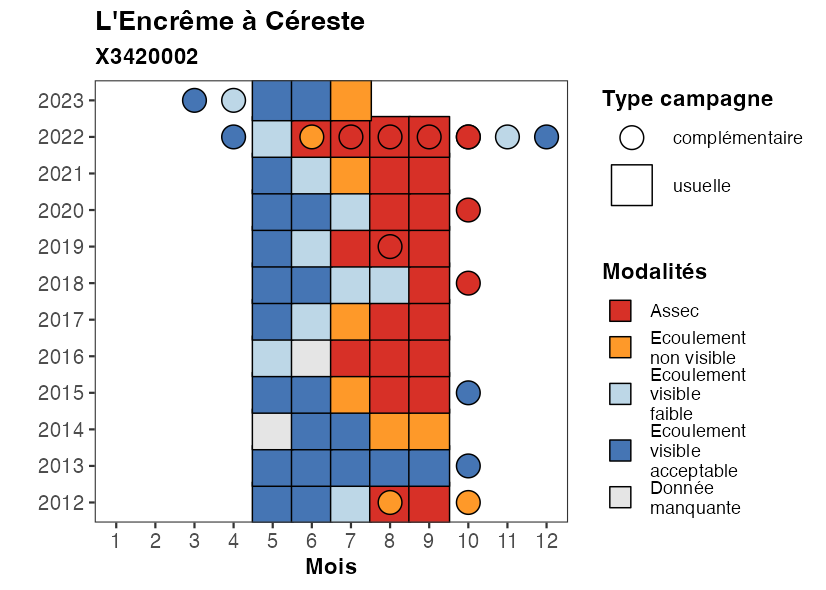 L'Encrême à Céreste
X3420002
2023
2022
2021
2020
2019
2018
2017
2016
2015
2014
2013
2012
1 2 3 4 5 6 7 8 9 10 11 12
Mois
Type campagne
complémentaire
usuelle
Modalités
Assec
Ecoulement
non visible
Ecoulement
visible
faible
Ecoulement
visible
acceptable
Donnée
manquante